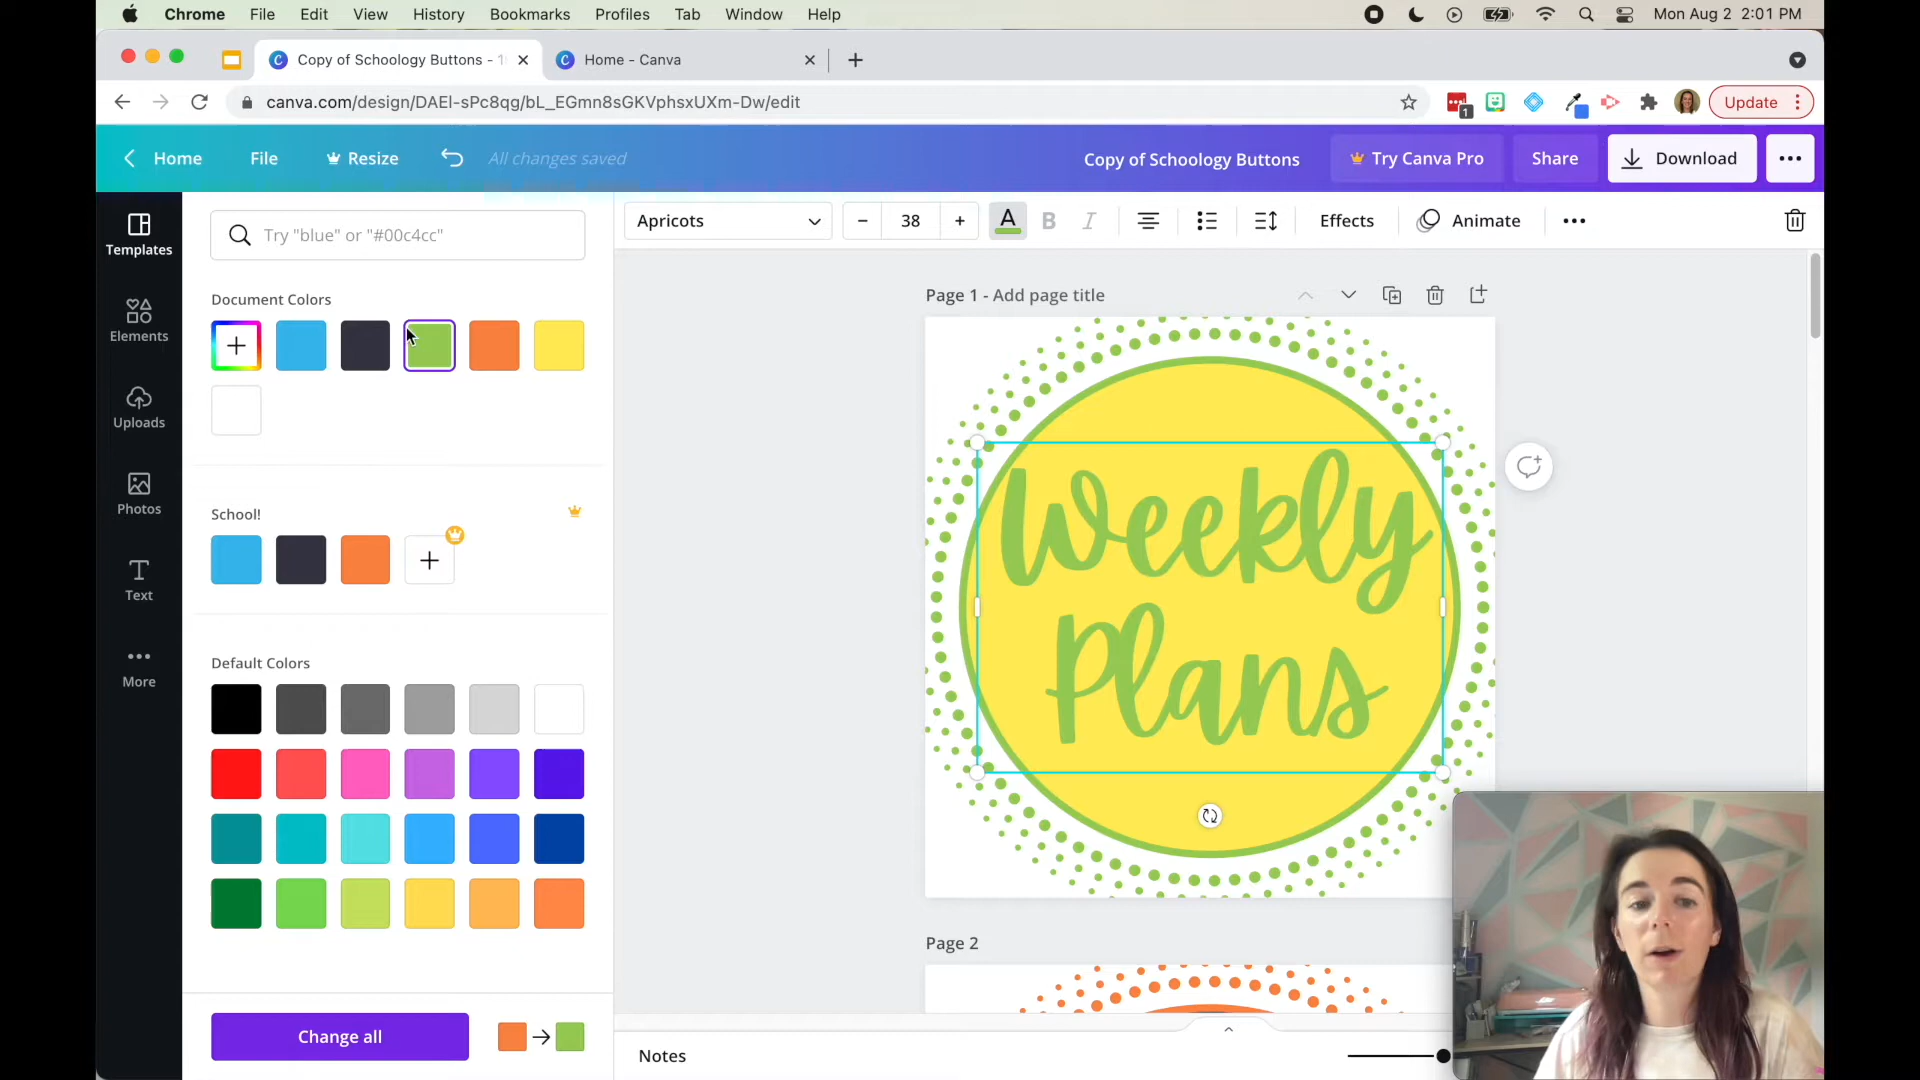 Chrome File Edit View History Bookmarks Profiles Tab Window Help
Mon Aug 2 2:01 PM
Copy of Schoology Buttons -
Home - Canva
canva.com/design/DAEl-sPc8qg/bL_EGmn8sGKVphsxUXm-Dw/edit
1
Update
Home File Resize All changes saved
Copy of Schoology Buttons Try Canva Pro Share Download
Templates
Elements
Uploads
Photos
Text
More
Try "blue" or "#00c4cc"
Document Colors
School!
Default Colors
Change all
Apricots
38
A B I
Effects
Animate
Page 1 - Add page title
Weekly
Plans
Page 2
Notes